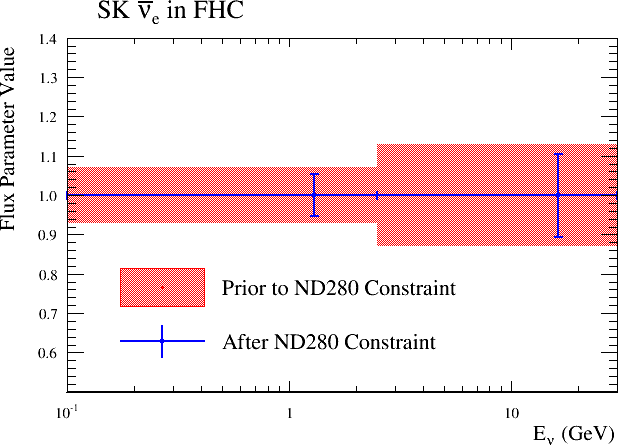 SK ν̅ₑ in FHC
Flux Parameter Value
1.4
1.3
1.2
1.1
1.0
0.9
0.8
0.7
0.6
Prior to ND280 Constraint
After ND280 Constraint
10⁻¹ 1 10
Eᵥ (GeV)